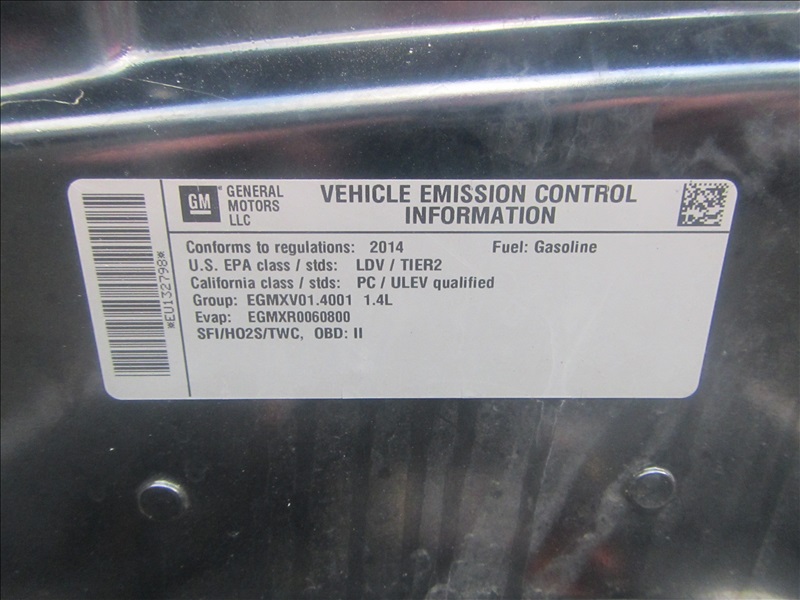 GM
GENERAL
MOTORS
LLC
VEHICLE EMISSION CONTROL
INFORMATION
Conforms to regulations: 2014 Fuel: Gasoline
U.S. EPA class / stds: LDV / TIER2
California class / stds: PC / ULEV qualified
Group: EGMXV01.4001 1.4L
Evap: EGMXR0060800
SFI/HO2S/TWC, OBD: II
*EU132798*